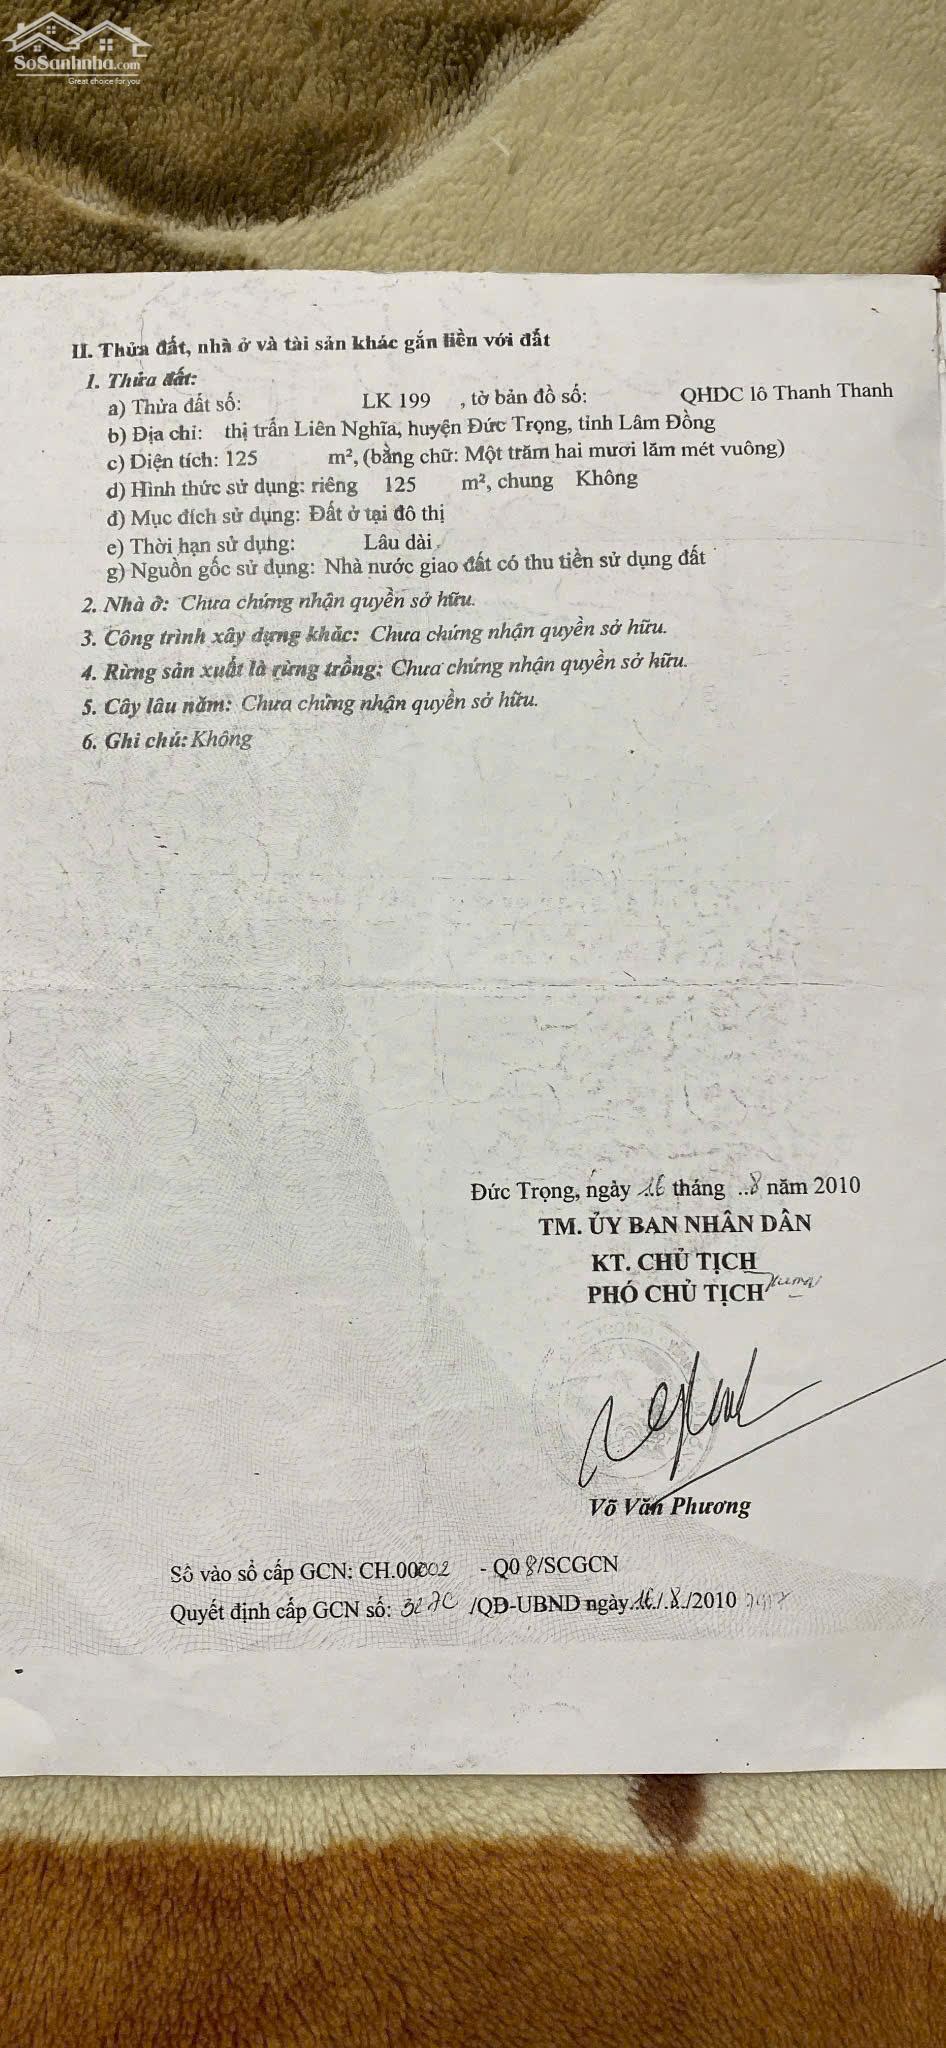 SoSanhnha.com
Great choice for you
II. Thửa đất, nhà ở và tài sản khác gắn liền với đất
1. Thửa đất:
a) Thửa đất số: LK 199 , tờ bản đồ số: QHDC lô Thanh Thanh
b) Địa chỉ: thị trấn Liên Nghĩa, huyện Đức Trọng, tỉnh Lâm Đồng
c) Diện tích: 125 m², (bằng chữ: Một trăm hai mươi lăm mét vuông)
d) Hình thức sử dụng: riêng 125 m², chung Không
đ) Mục đích sử dụng: Đất ở tại đô thị
e) Thời hạn sử dụng: Lâu dài
g) Nguồn gốc sử dụng: Nhà nước giao đất có thu tiền sử dụng đất
2. Nhà ở: Chưa chứng nhận quyền sở hữu.
3. Công trình xây dựng khác: Chưa chứng nhận quyền sở hữu.
4. Rừng sản xuất là rừng trồng: Chưa chứng nhận quyền sở hữu.
5. Cây lâu năm: Chưa chứng nhận quyền sở hữu.
6. Ghi chú: Không
Đức Trọng, ngày 16 tháng ..8 năm 2010
TM. ỦY BAN NHÂN DÂN
KT. CHỦ TỊCH
PHÓ CHỦ TỊCH
Võ Văn Phương
Số vào sổ cấp GCN: CH.00002 - Q08/SCGCN
Quyết định cấp GCN số: /QĐ-UBND ngày 16/.8./2010